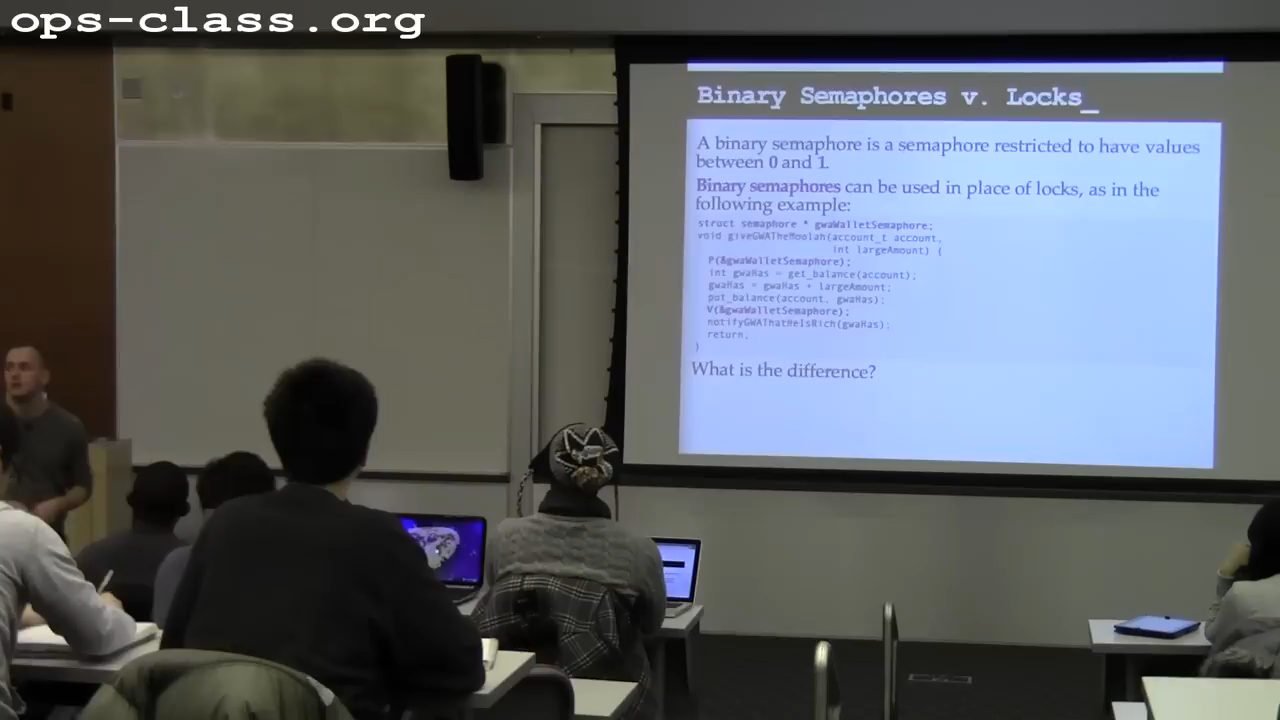 ops-class.org
Binary Semaphores v. Locks_
A binary semaphore is a semaphore restricted to have values
between 0 and 1.
Binary semaphores can be used in place of locks, as in the
following example:
struct semaphore * gwaWalletSemaphore;
void giveGWATheMoolah(account_t account,
int largeAmount) {
P(&gwaWalletSemaphore);
int gwaHas = get_balance(account);
gwaHas = gwaHas + largeAmount;
put_balance(account, gwaHas);
V(&gwaWalletSemaphore);
notifyGWAThatHeIsRich(gwaHas);
return;
}
What is the difference?